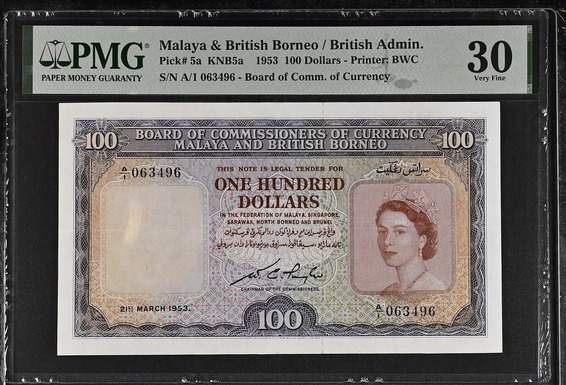 PMG
PAPER MONEY GUARANTY
Malaya & British Borneo / British Admin.
Pick# 5a KNB5a 1953 100 Dollars - Printer: BWC
S/N A/1 063496 - Board of Comm. of Currency
30
Very Fine
100 BOARD OF COMMISSIONERS OF CURRENCY 100
MALAYA AND BRITISH BORNEO
A/1 063496
THIS NOTE IS LEGAL TENDER FOR
سراتس رڠݢيت
ONE HUNDRED
DOLLARS
IN THE FEDERATION OF MALAYA, SINGAPORE,
SARAWAK, NORTH BORNEO AND BRUNEI
CHAIRMAN OF THE COMMISSIONERS.
21ST MARCH 1953.
100
A/1 063496